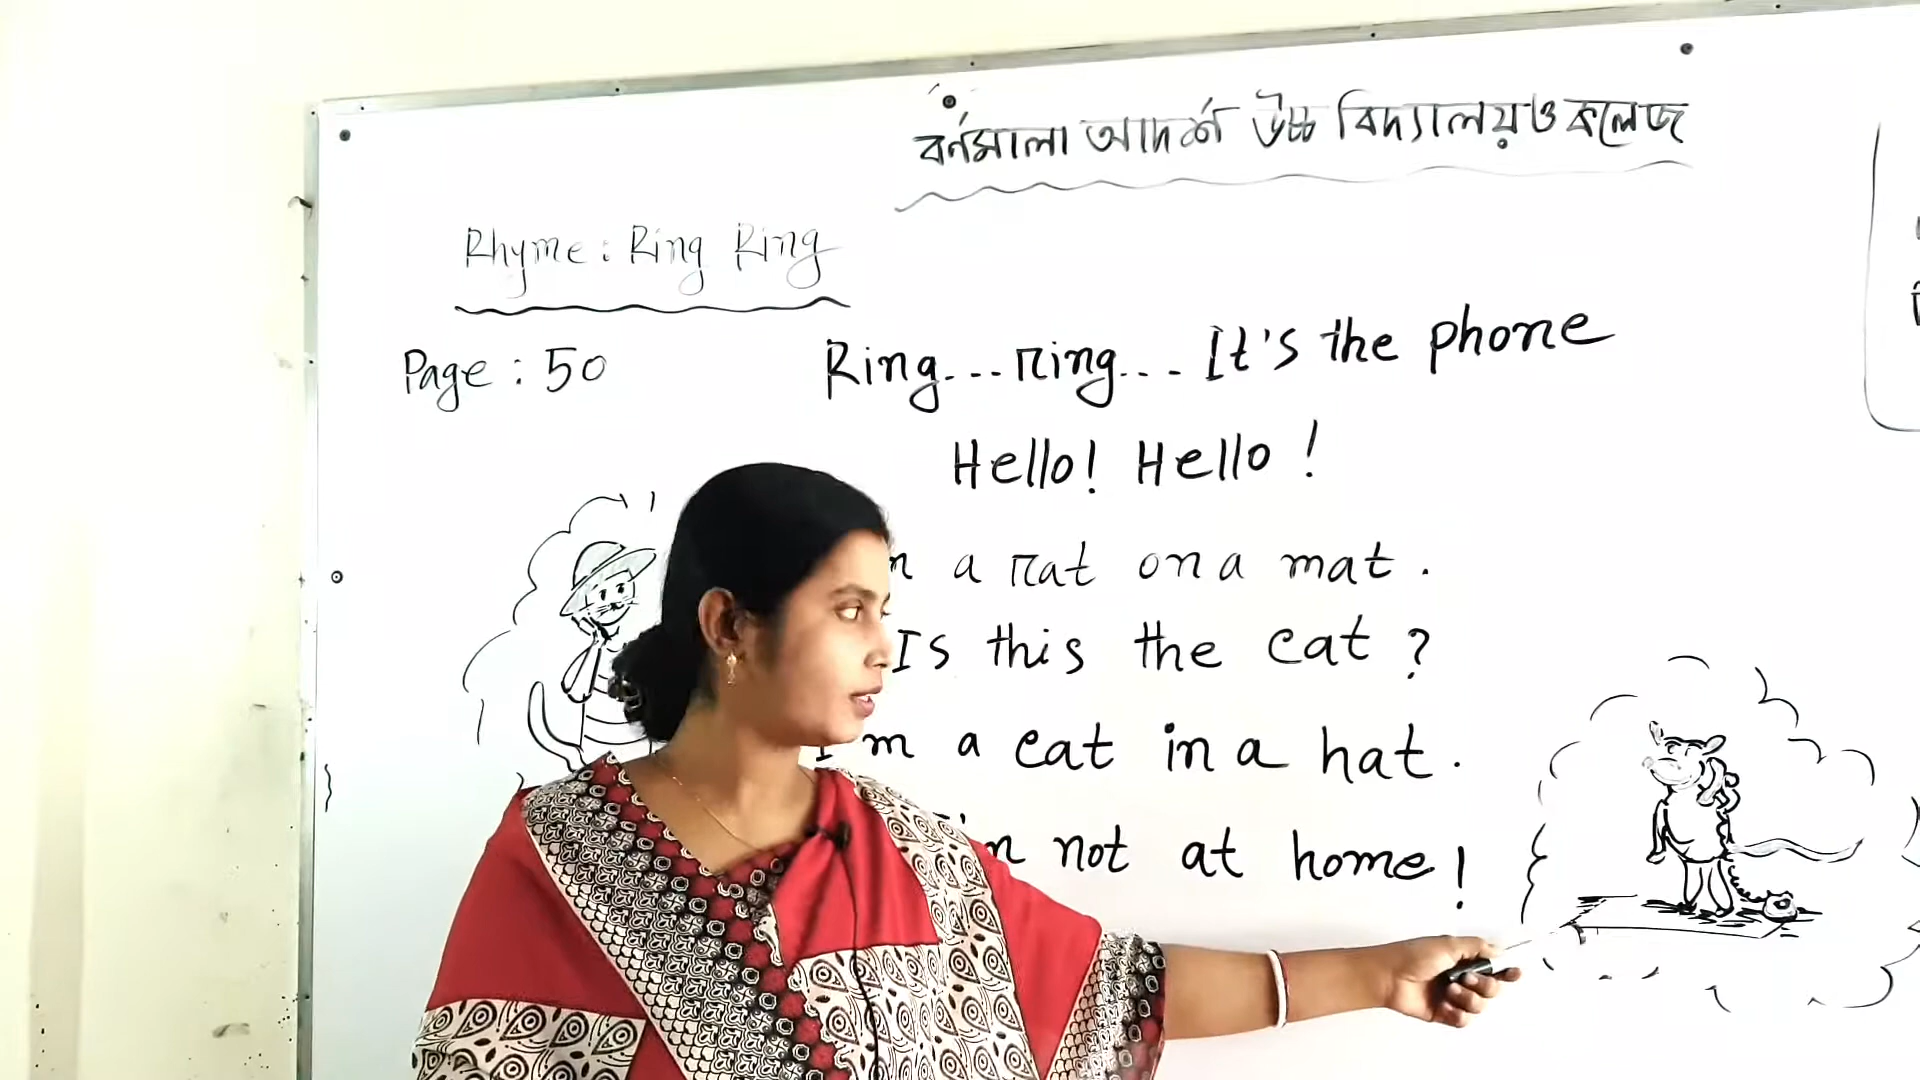 বর্ণমালা আদর্শ উচ্চ বিদ্যালয় ও কলেজ
Rhyme: Ring Ring
Page: 50
Ring...ring... It's the phone
Hello! Hello!
a rat on a mat.
Is this the cat?
I'm a cat in a hat.
not at home!